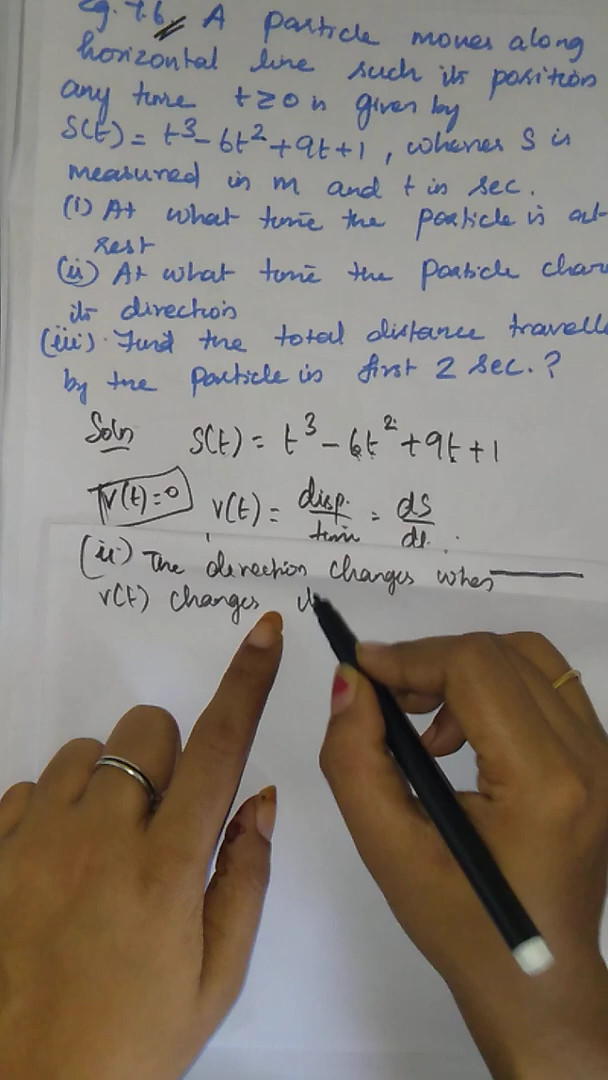 Eg. 7.6 A particle moves along
horizontal line such its position
any time t≥0 is given by
S(t) = t³ - 6t² + 9t + 1, wheres S is
measured in m and t in sec.
(i) At what time the particle is at
rest
(ii) At what time the Particle chan
its direction
(iii). Find the total distance travelle
by the particle in first 2 sec.?
Soln S(t) = t³ - 6t² + 9t + 1
V(t)=0 v(t) = disp./time = ds/dt.
(ii) The direction changes when
v(t) changes